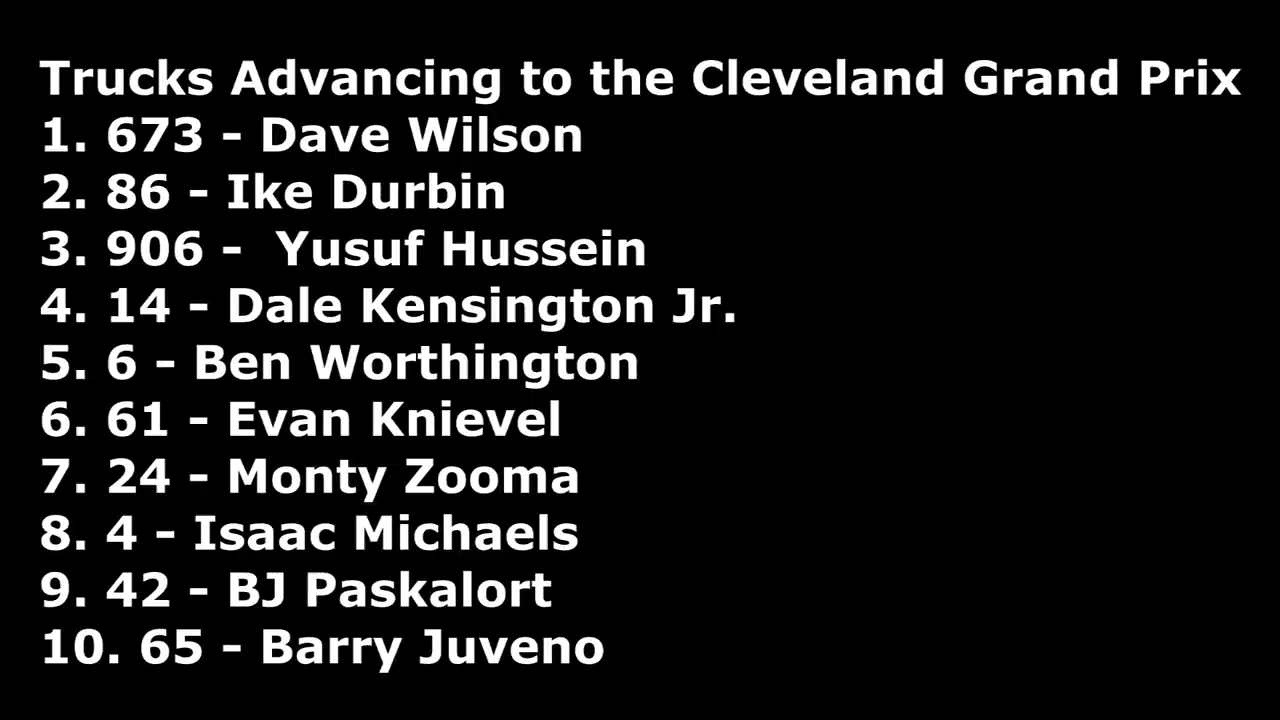 Trucks Advancing to the Cleveland Grand Prix
1. 673 - Dave Wilson
2. 86 - Ike Durbin
3. 906 -  Yusuf Hussein
4. 14 - Dale Kensington Jr.
5. 6 - Ben Worthington
6. 61 - Evan Knievel
7. 24 - Monty Zooma
8. 4 - Isaac Michaels
9. 42 - BJ Paskalort
10. 65 - Barry Juveno